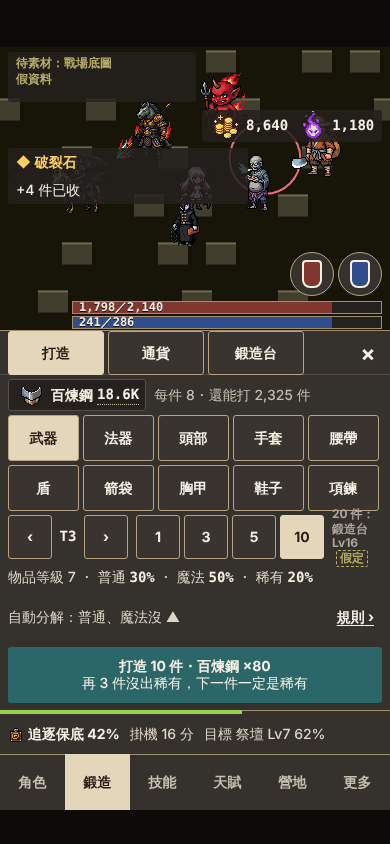 待素材：戰場底圖
假資料
8,640
1,180
◆ 破裂石
+4 件已收
1,798／2,140
241／286
打造
通貨
鍛造台
×
百煉鋼 18.6K
每件 8・還能打 2,325 件
武器
法器
頭部
手套
腰帶
盾
箭袋
胸甲
鞋子
項鍊
‹
T3
›
1
3
5
10
20 件：
鍛造台
Lv16
假定
物品等級 7 ・ 普通 30% ・ 魔法 50% ・ 稀有 20%
自動分解：普通、魔法沒 ▲
規則 ›
打造 10 件・百煉鋼 ×80
再 3 件沒出稀有，下一件一定是稀有
追逐保底 42% 掛機 16 分 目標 祭壇 Lv7 62%
角色
鍛造
技能
天賦
營地
更多